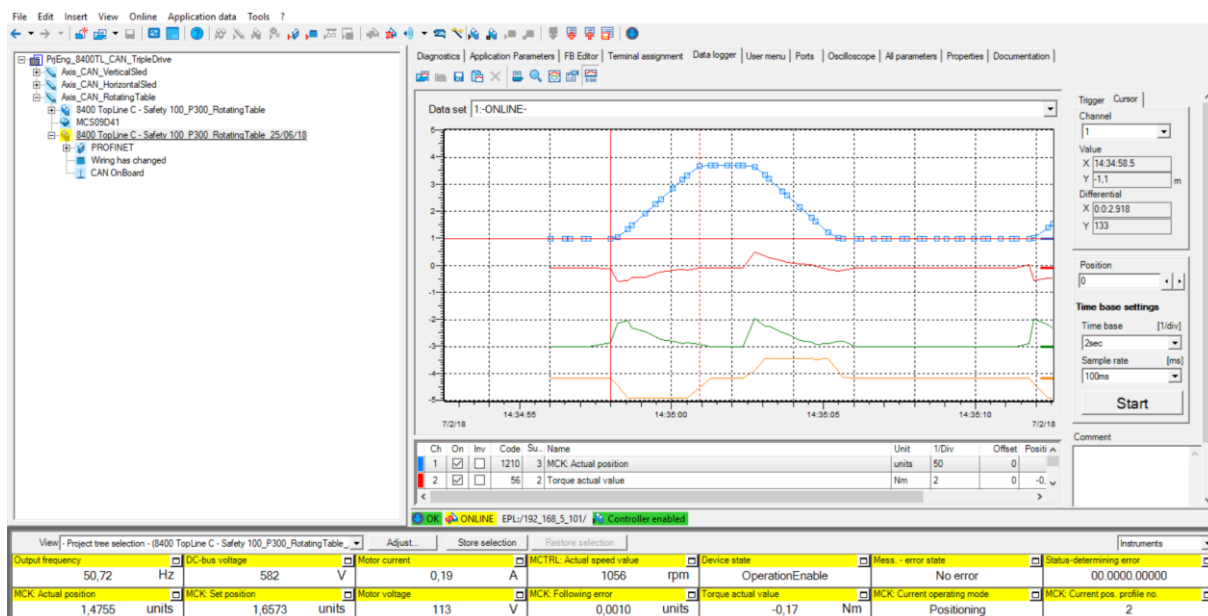 File Edit Insert View Online Application data Tools ?
PrjEng_8400TL_CAN_TripleDrive
Axis_CAN_VerticalSled
Axis_CAN_HorizontalSled
Axis_CAN_RotatingTable
8400 TopLine C - Safety 100_P300_RotatingTable
MCS09D41
8400 TopLine C - Safety 100_P300_RotatingTable_25/06/18
PROFINET
Wiring has changed
CAN OnBoard
Diagnostics Application Parameters FB Editor Terminal assignment Data logger User menu Ports Oscilloscope All parameters Properties Documentation
Data set 1:-ONLINE-
5
4
3
2
1
0
-1
-2
-3
-4
-5
14:34:55 14:35:00 14:35:05 14:35:10
7/2/18 7/2/18
Trigger Cursor
Channel
1
Value
X 14:34:58.5
Y -1,1 m
Differential
X 0:0:2.918
Y 133
Position
0
Time base settings
Time base [1/div]
2sec
Sample rate [ms]
100ms
Start
Comment
Ch On Inv Code Su.. Name Unit 1/Div Offset Positi
1 1210 3 MCK: Actual position units 50 0
2 56 2 Torque actual value Nm 2 0 -0,
OK ONLINE EPL:/192_168_5_101/ Controller enabled
View - Project tree selection - (8400 TopLine C - Safety 100_P300_RotatingTable_ Adjust... Store selection Restore selection Instruments
Output frequency DC-bus voltage Motor current MCTRL: Actual speed value Device state Mess. - error state Status-determining error
50,72 Hz 582 V 0,19 A 1056 rpm OperationEnable No error 00.0000.00000
MCK: Actual position MCK: Set position Motor voltage MCK: Following error Torque actual value MCK: Current operating mode MCK: Current pos. profile no.
1,4755 units 1,6573 units 113 V 0,0010 units -0,17 Nm Positioning 2